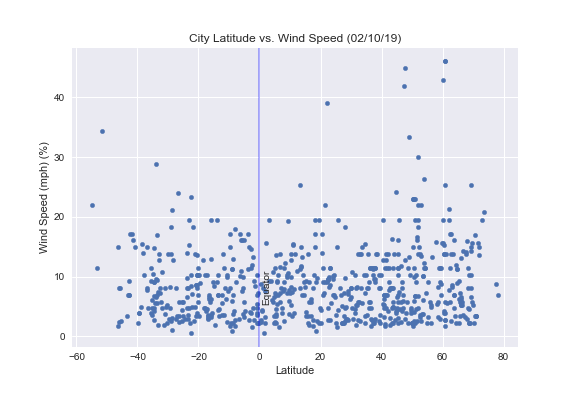 City Latitude vs. Wind Speed (02/10/19)
Wind Speed (mph) (%)
40
30
20
10
0
Equator
−60 −40 −20 0 20 40 60 80
Latitude